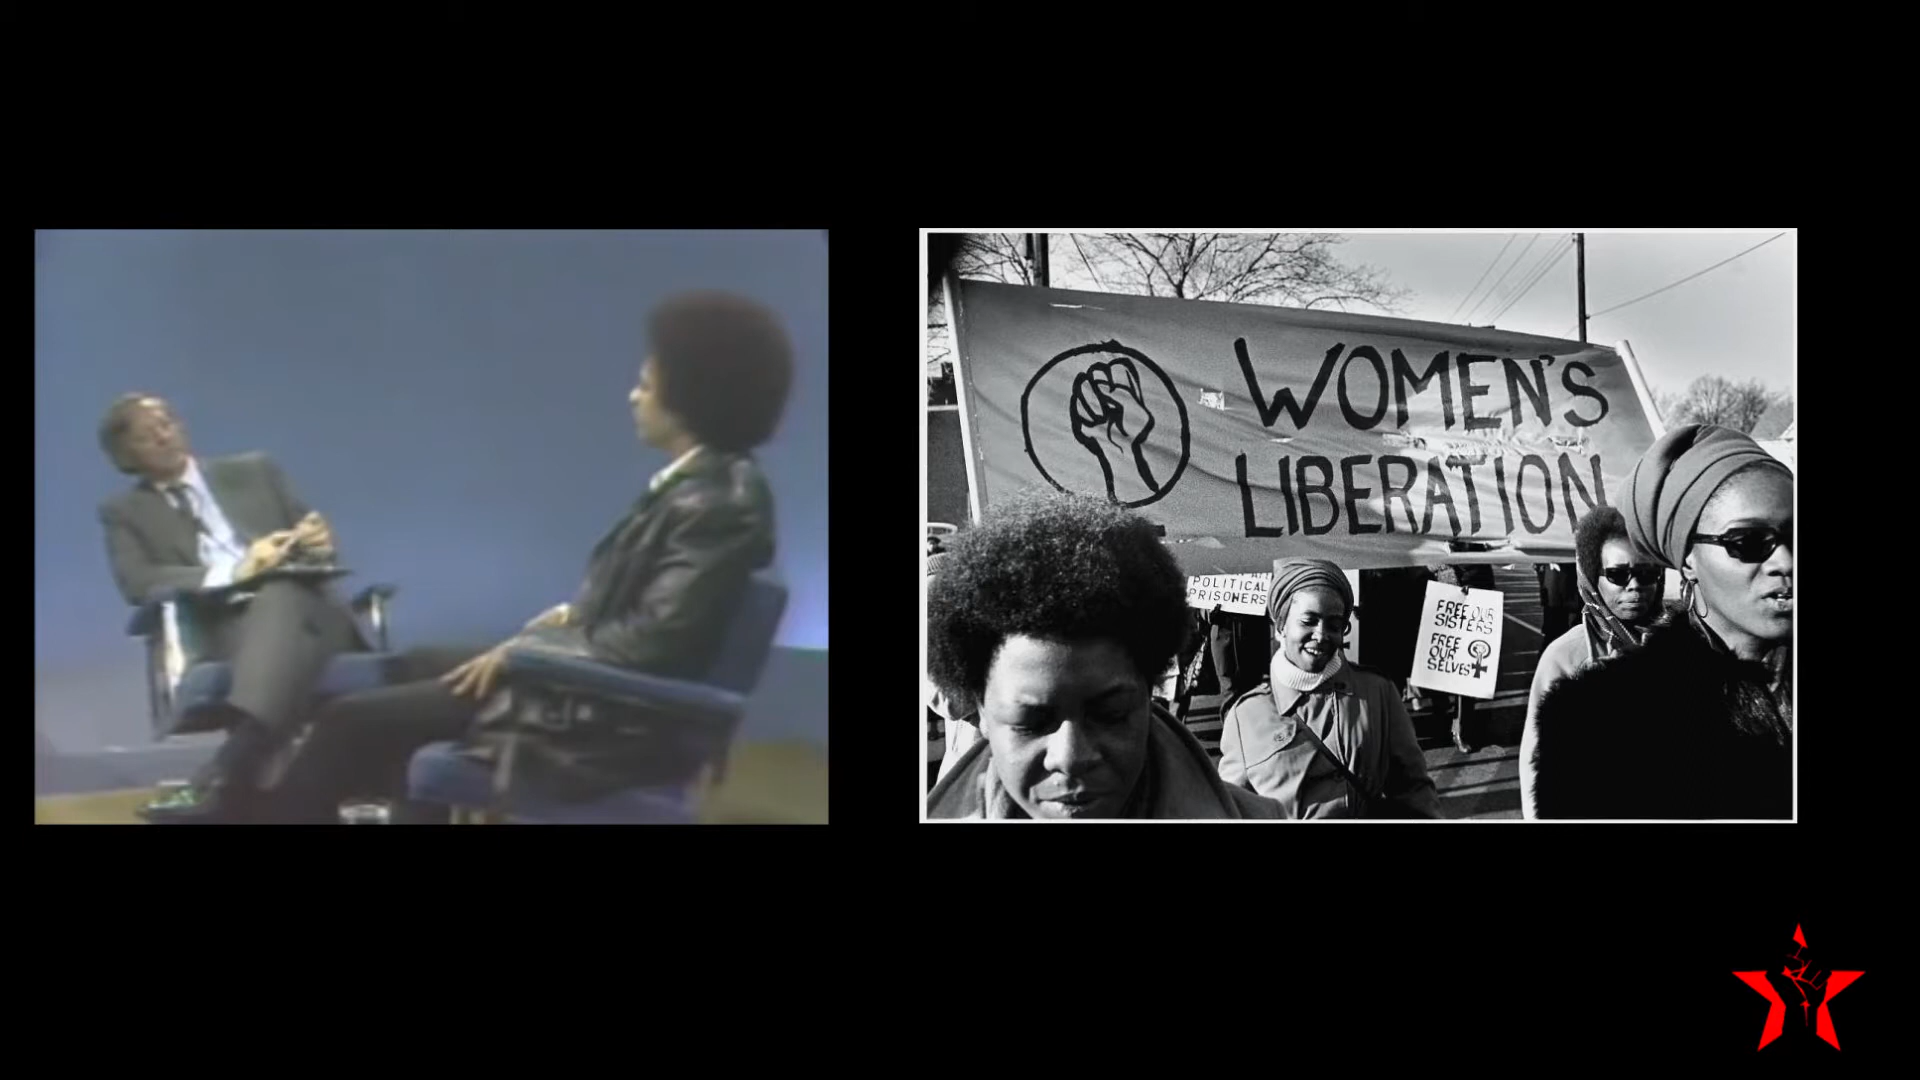 WOMEN'S
LIBERATION
POLITICAL
PRISONERS
FREE OUR
SISTERS
FREE
OUR
SELVES